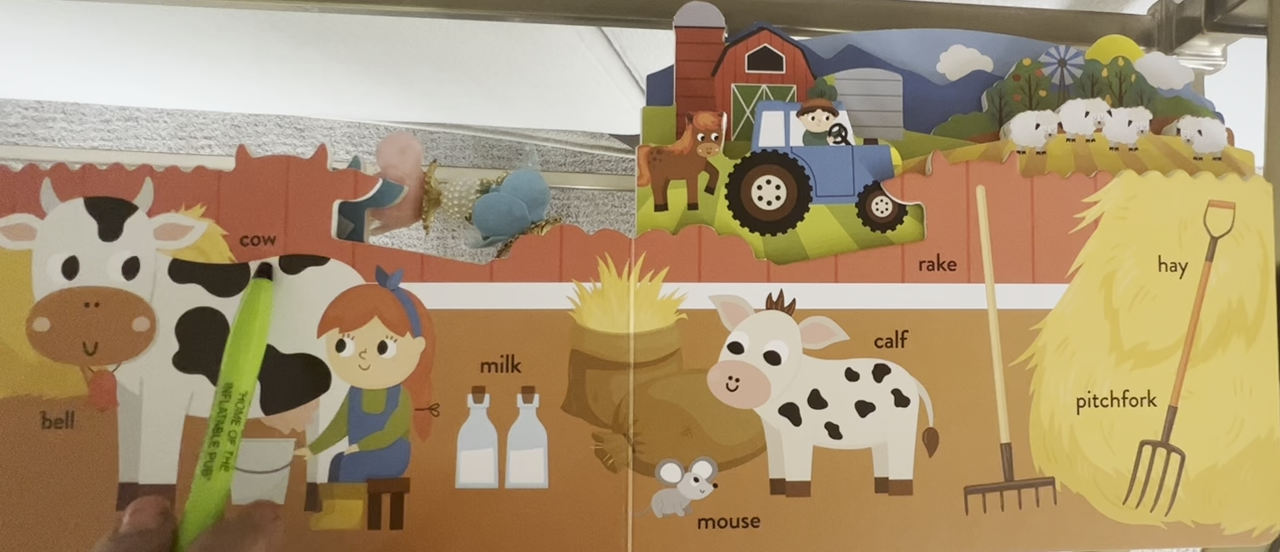 cow
bell
"HOME OF THE
INFLATABLE PUB"
milk
mouse
calf
rake
hay
pitchfork